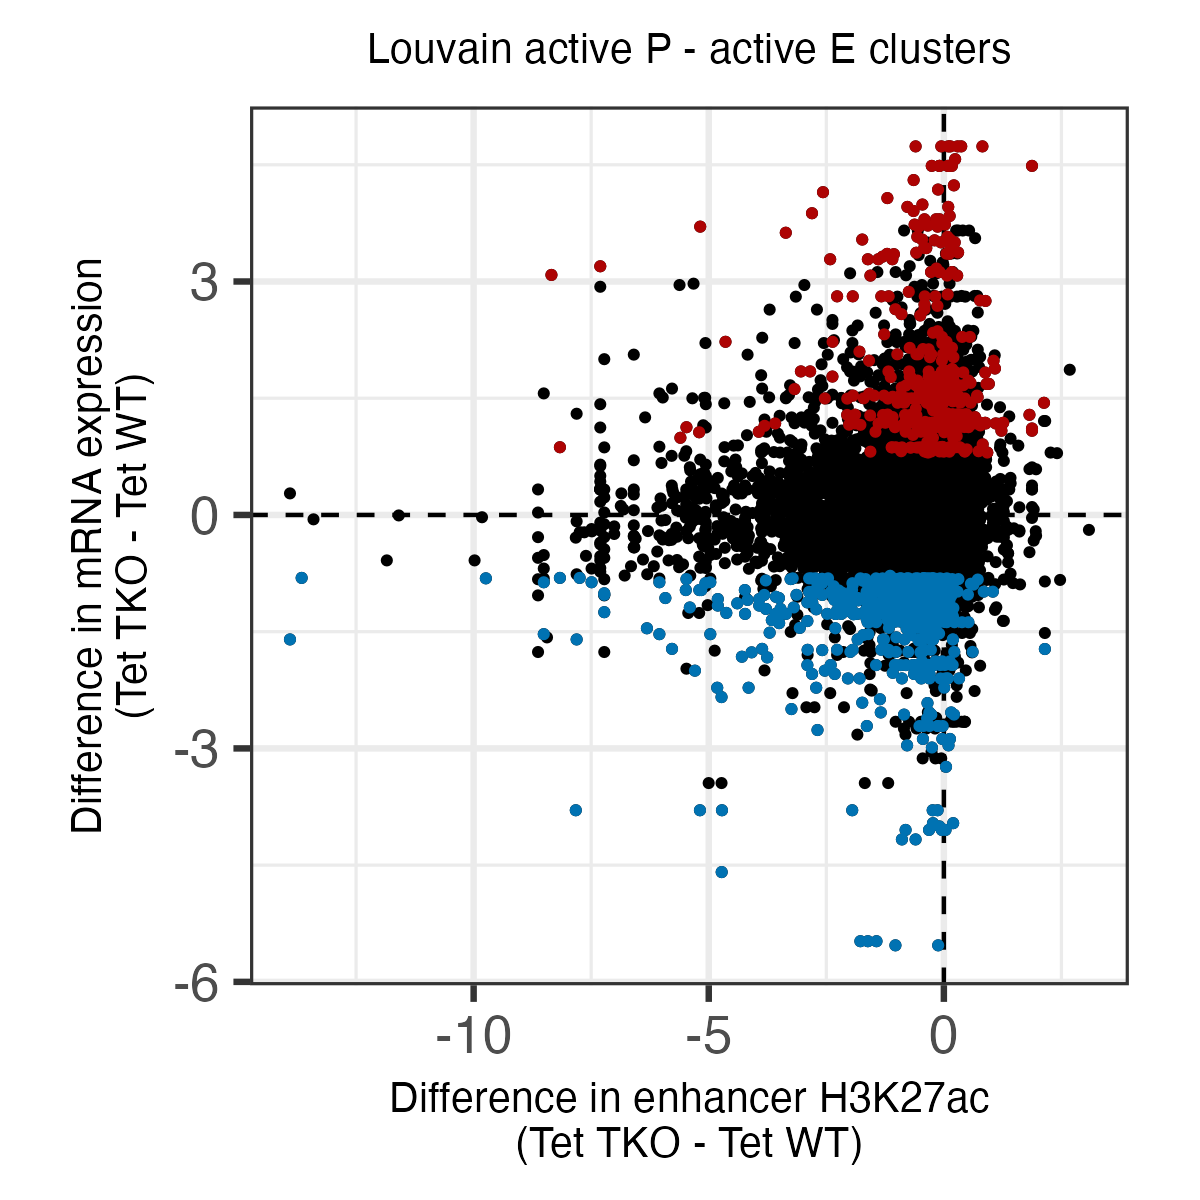 Louvain active P - active E clusters
Difference in mRNA expression
(Tet TKO - Tet WT)
3
0
-3
-6
-10
-5
0
Difference in enhancer H3K27ac
(Tet TKO - Tet WT)